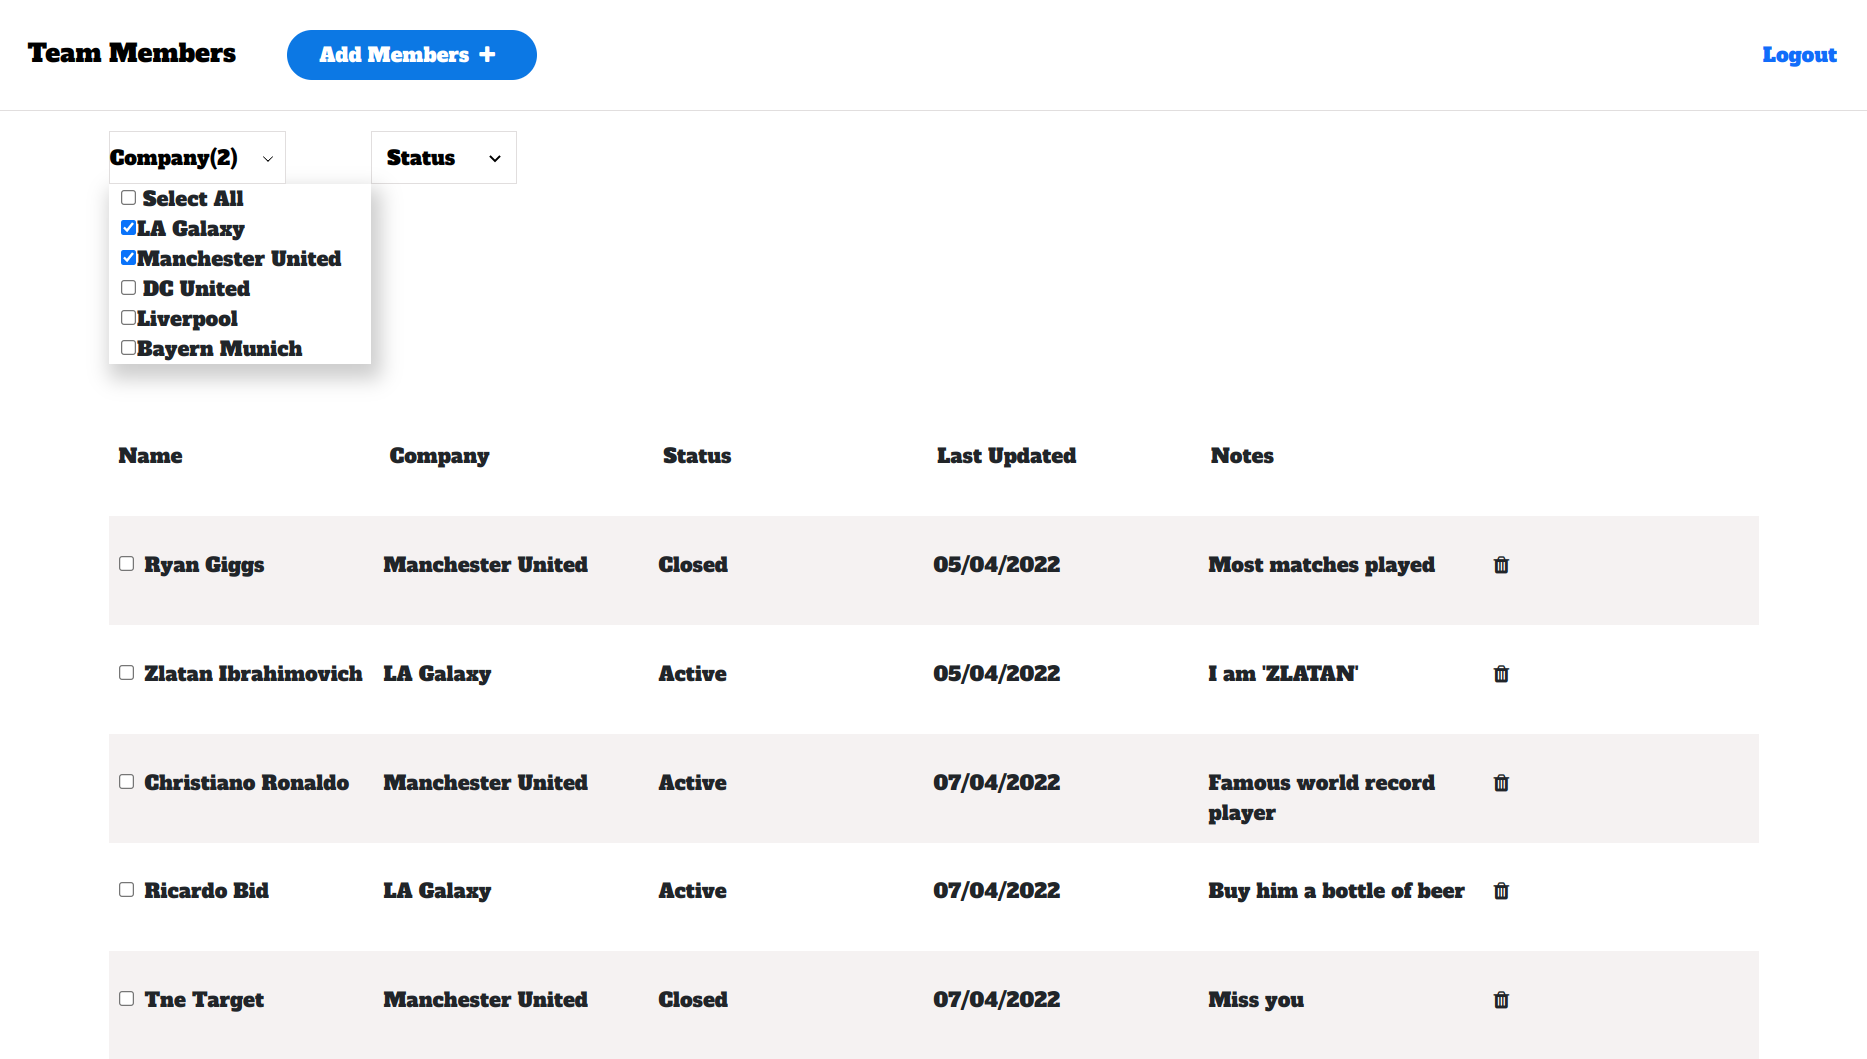 Team Members Add Members + Logout
Company(2) Status
Select All
LA Galaxy
Manchester United
DC United
Liverpool
Bayern Munich
Name Company Status Last Updated Notes
Ryan Giggs Manchester United Closed 05/04/2022 Most matches played
Zlatan Ibrahimovich LA Galaxy Active 05/04/2022 I am 'ZLATAN'
Christiano Ronaldo Manchester United Active 07/04/2022 Famous world record
player
Ricardo Bid LA Galaxy Active 07/04/2022 Buy him a bottle of beer
Tne Target Manchester United Closed 07/04/2022 Miss you